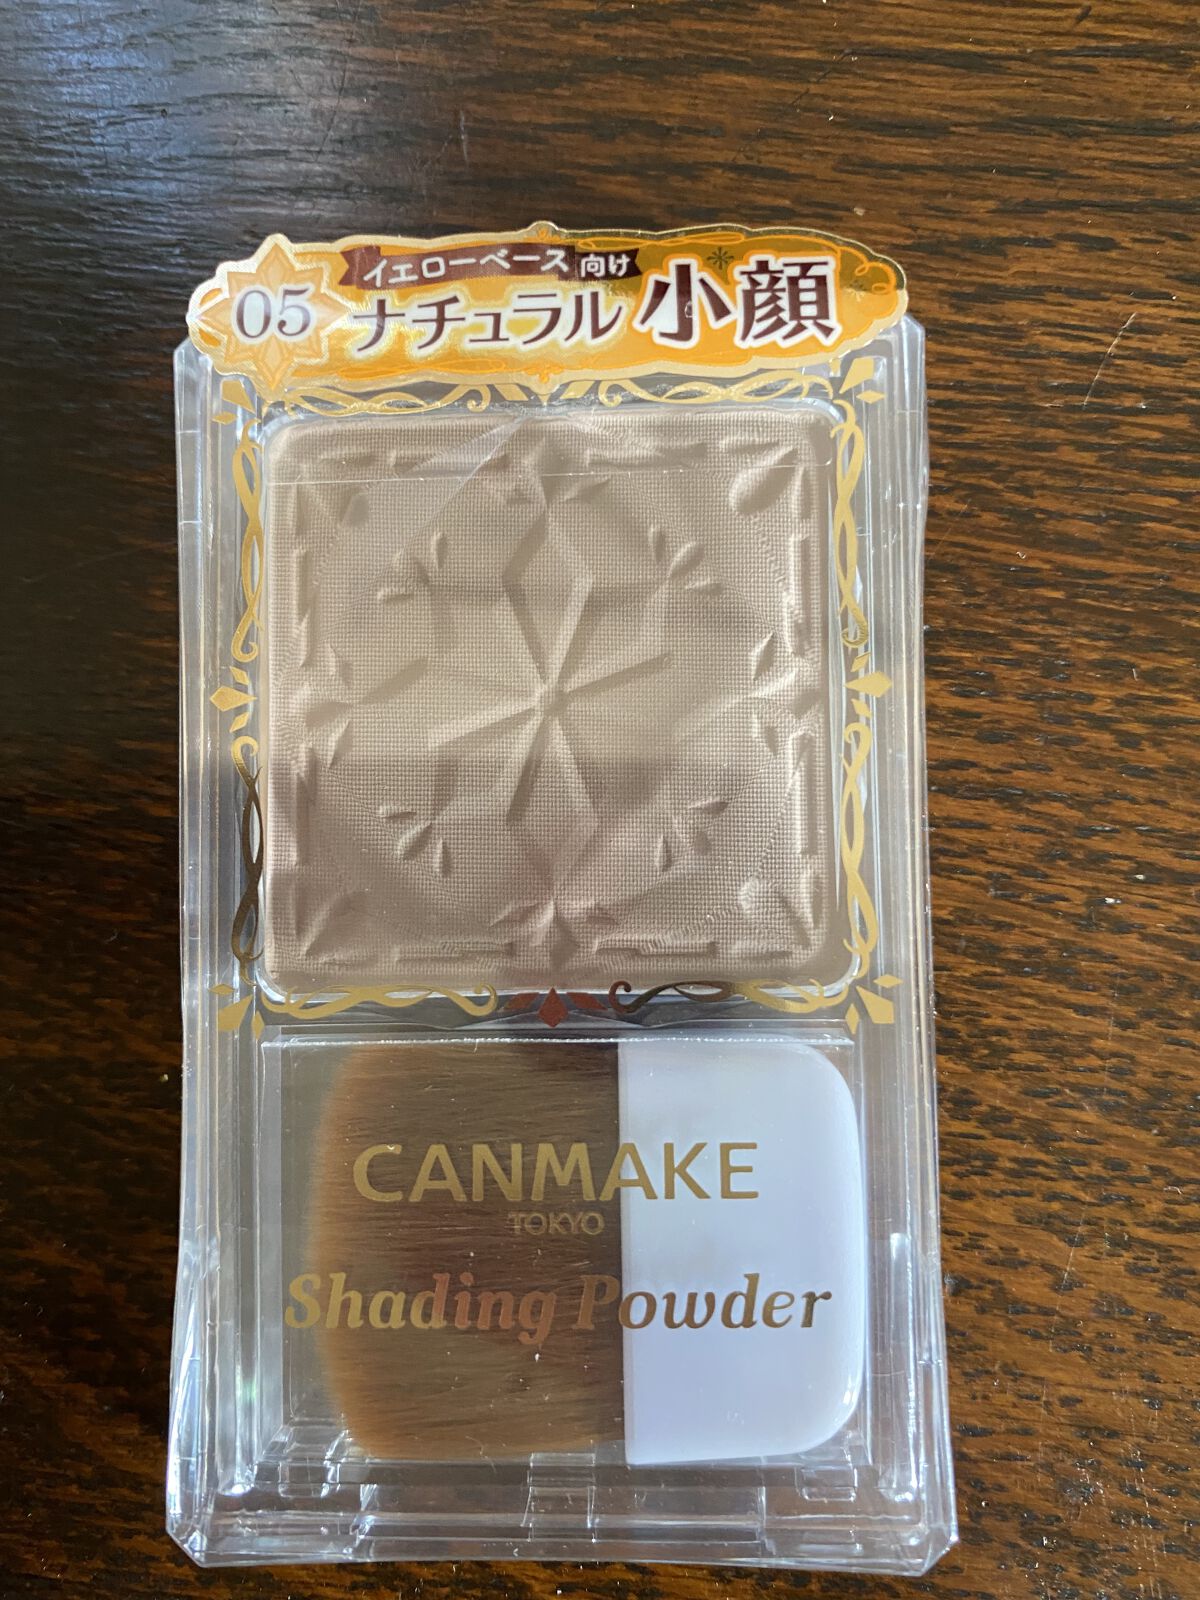 05
イエローベース向け
ナチュラル小顔
CANMAKE
TOKYO
Shading Powder